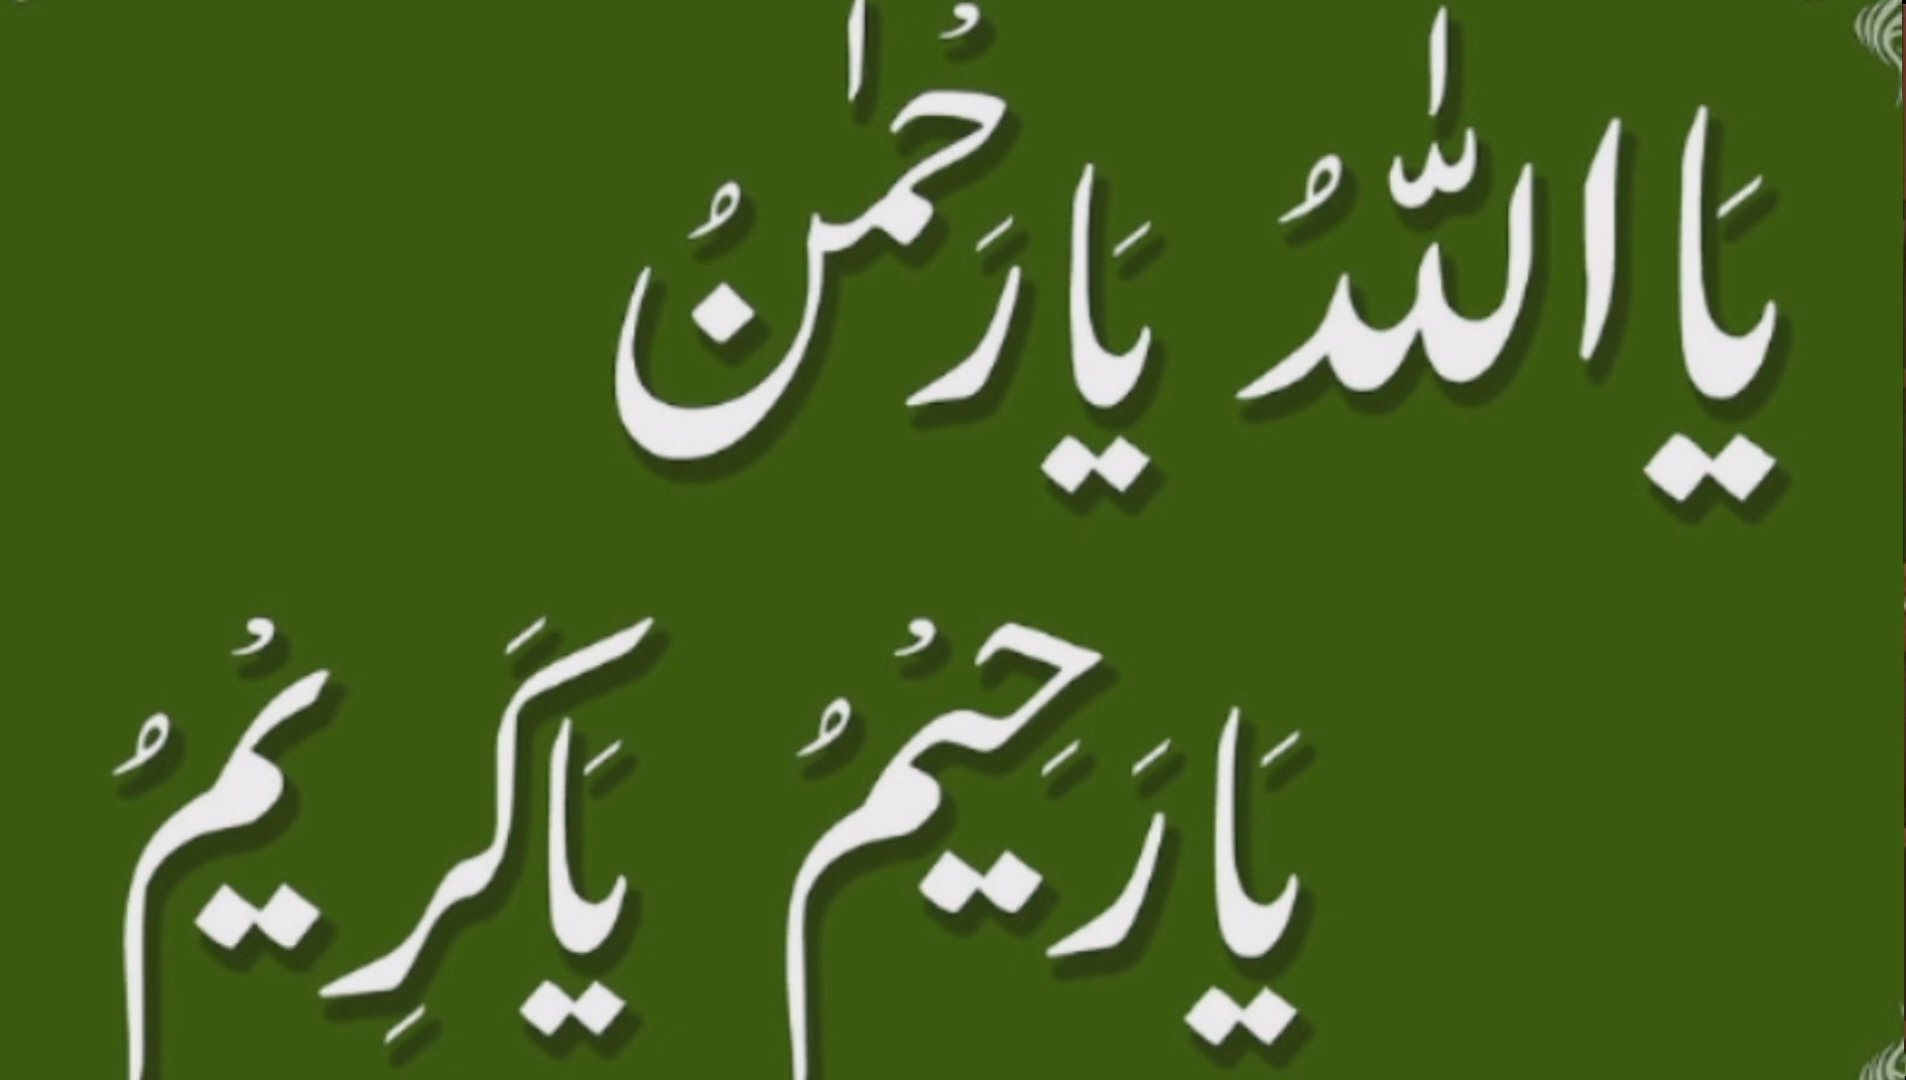 یَا اللّٰہُ یَا رَحُمٰنُ
یَا رَحَیُمُ یَا کَرِیُمُ